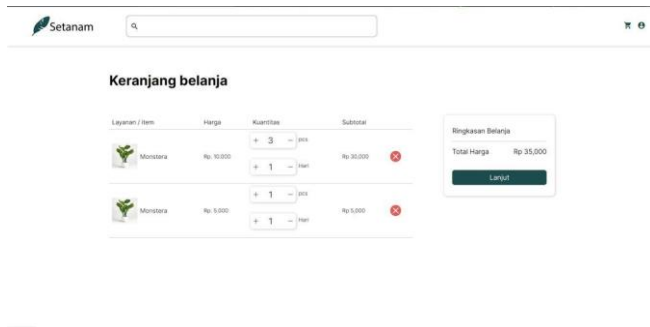 Setanam
Keranjang belanja
Layanan / Item Harga Kuantitas Subtotal
+ 3 − pcs
Monstera Rp. 10,000 Rp 30,000
+ 1 − Hari
+ 1 − pcs
Monstera Rp. 5,000 Rp 5,000
+ 1 − Hari
Ringkasan Belanja
Total Harga Rp 35,000
Lanjut